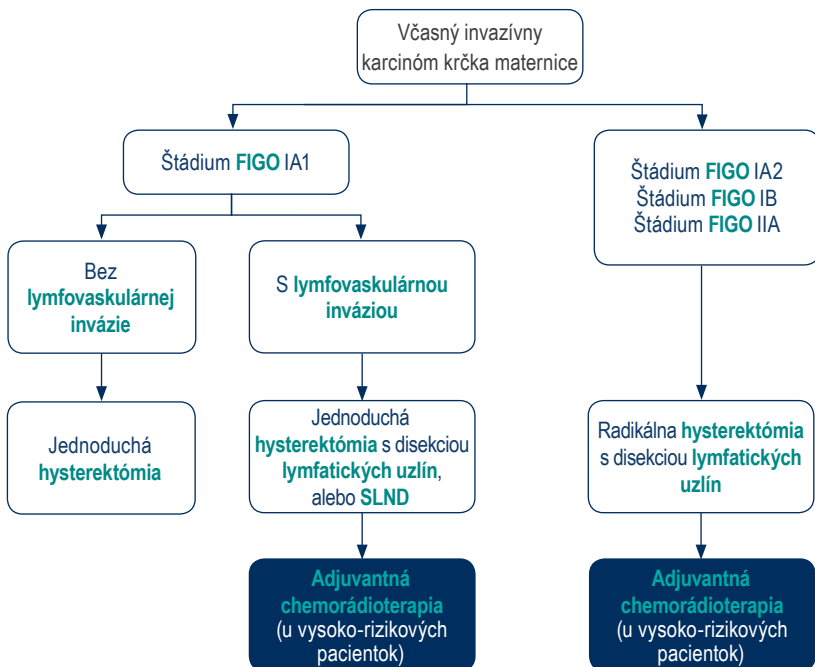 Včasný invazívny
karcinóm krčka maternice
Štádium FIGO IA1
Štádium FIGO IA2
Štádium FIGO IB
Štádium FIGO IIA
Bez
lymfovaskulárnej
invázie
S lymfovaskulárnou
inváziou
Jednoduchá
hysterektómia
Jednoduchá
hysterektómia s disekciou
lymfatických uzlín,
alebo SLND
Radikálna hysterektómia
s disekciou lymfatických
uzlín
Adjuvantná
chemorádioterapia
(u vysoko-rizikových
pacientok)
Adjuvantná
chemorádioterapia
(u vysoko-rizikových
pacientok)